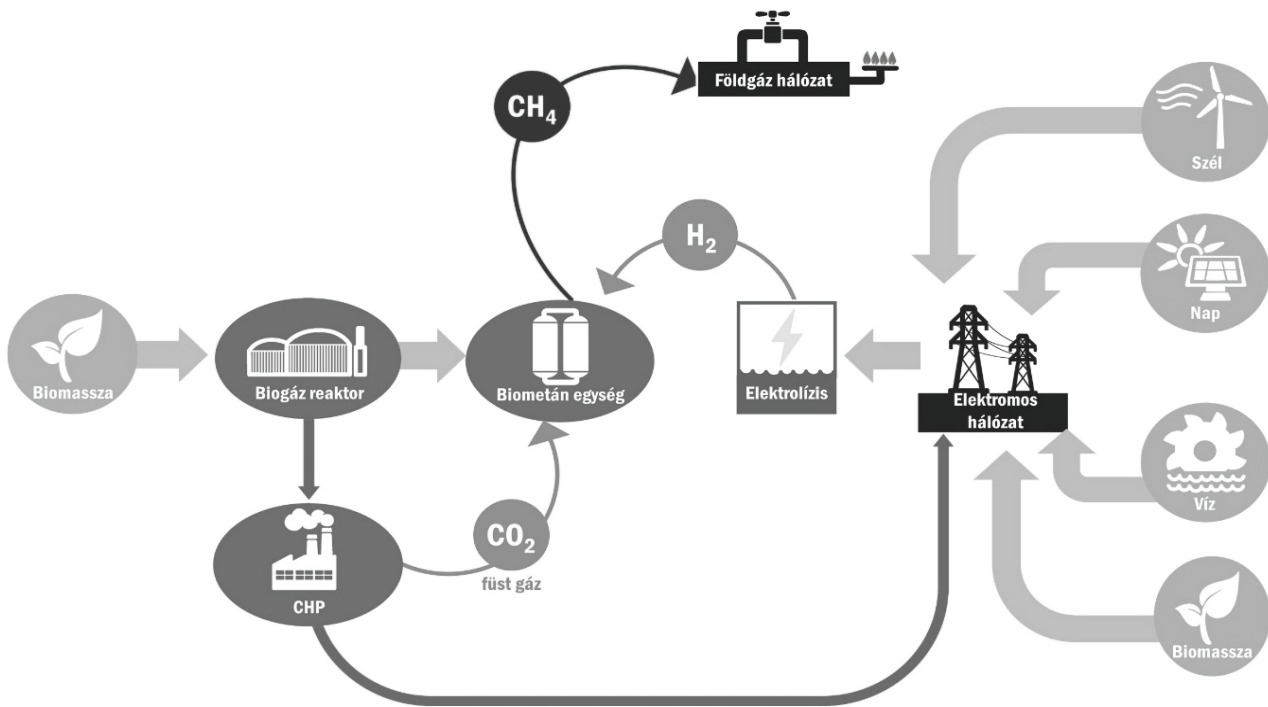 Földgáz hálózat
CH₄
Szél
H₂
Nap
Biomassza
Biogáz reaktor
Biometán egység
Elektrolízis
Elektromos
hálózat
Víz
CO₂
füst gáz
CHP
Biomassza